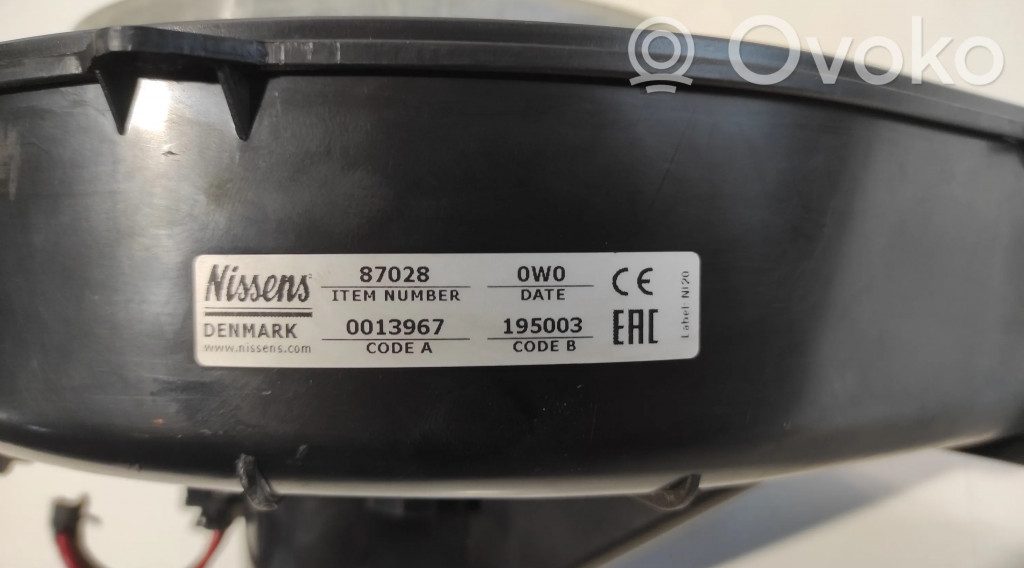 Ovoko
Nissens
DENMARK
www.nissens.com
87028
ITEM NUMBER
0013967
CODE A
0W0
DATE
195003
CODE B
CE
EAC
Label: NI20